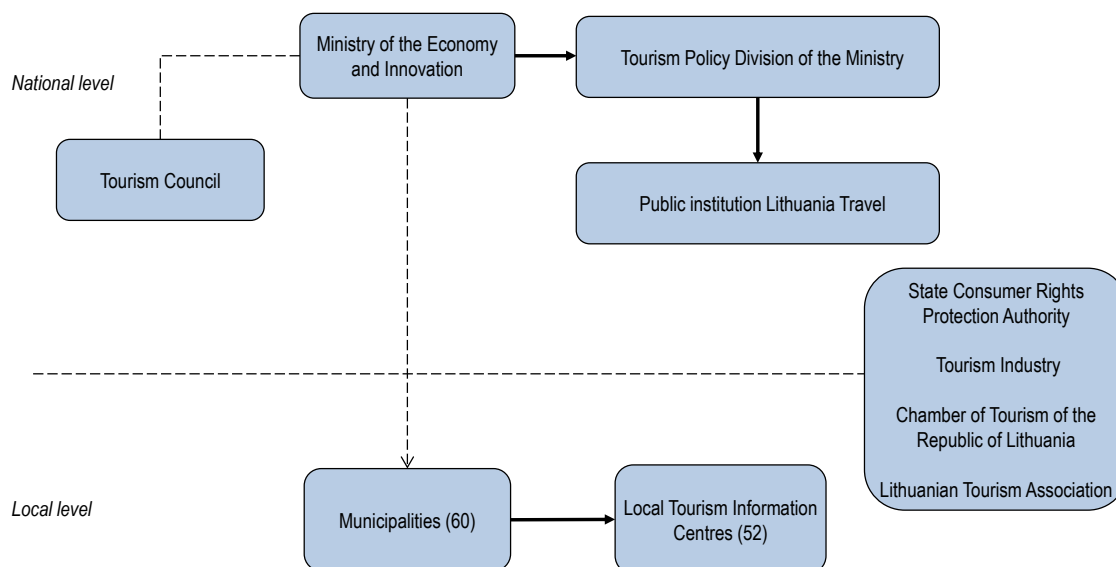 Ministry of the Economy
and Innovation
Tourism Policy Division of the Ministry
National level
Tourism Council
Public institution Lithuania Travel
State Consumer Rights
Protection Authority
Tourism Industry
Chamber of Tourism of the
Republic of Lithuania
Lithuanian Tourism Association
Local level
Municipalities (60)
Local Tourism Information
Centres (52)